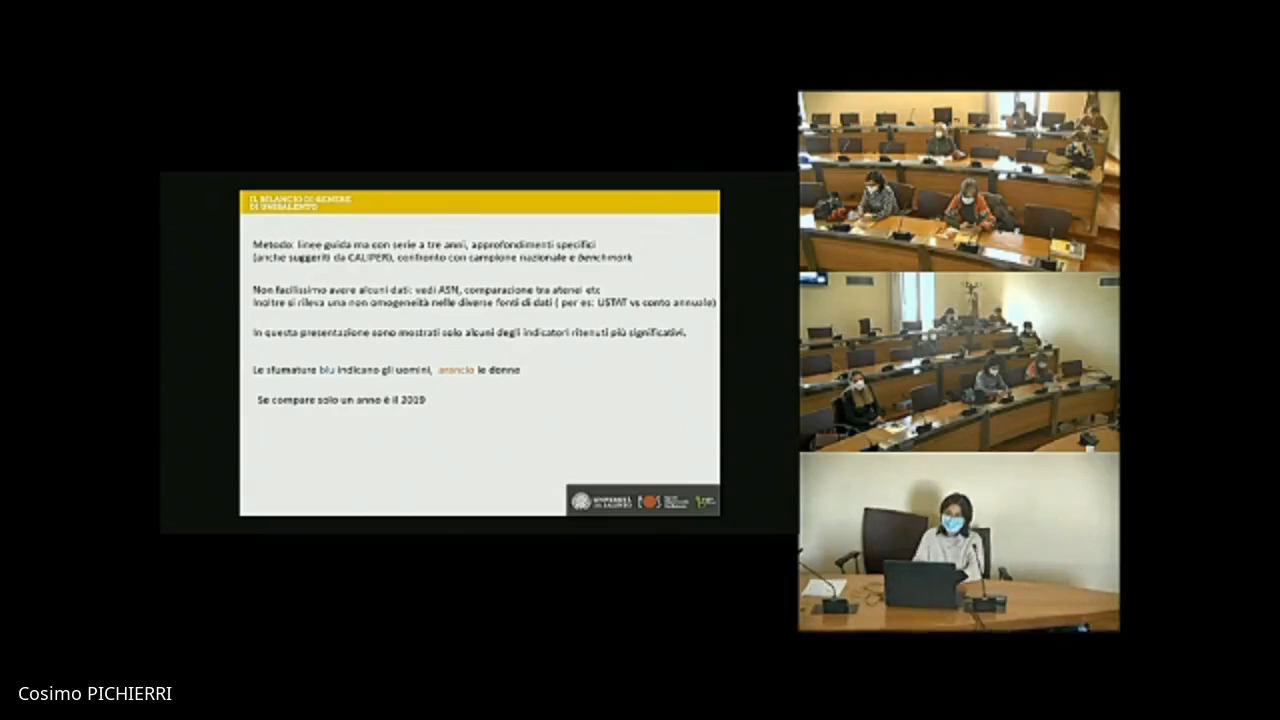 IL BILANCIO DI GENERE
DI UNISALENTO
Metodo: linee guida ma con serie a tre anni, approfondimenti specifici
(anche suggeriti da CALIPER), confronto con campione nazionale e benchmark
Non facilissimo avere alcuni dati: vedi ASN, comparazione tra atenei etc
Inoltre si rileva una non omogeneità nelle diverse fonti di dati ( per es: USTAT vs conto annuale)
In questa presentazione sono mostrati solo alcuni degli indicatori ritenuti più significativi.
Le sfumature blu indicano gli uomini, arancio le donne
Se compare solo un anno è il 2019
UNIVERSITÀ
DEL SALENTO
Cosimo PICHIERRI